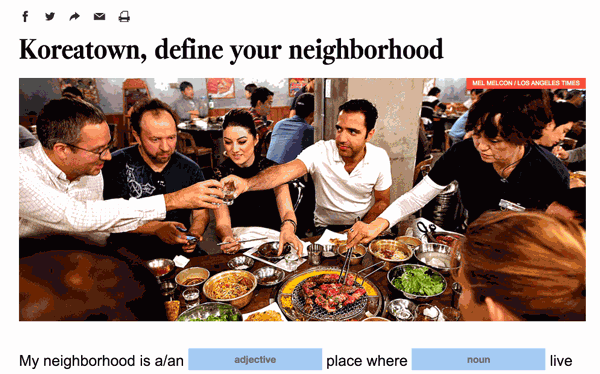 Koreatown, define your neighborhood
MEL MELCON / LOS ANGELES TIMES
My neighborhood is a/an adjective place where noun live